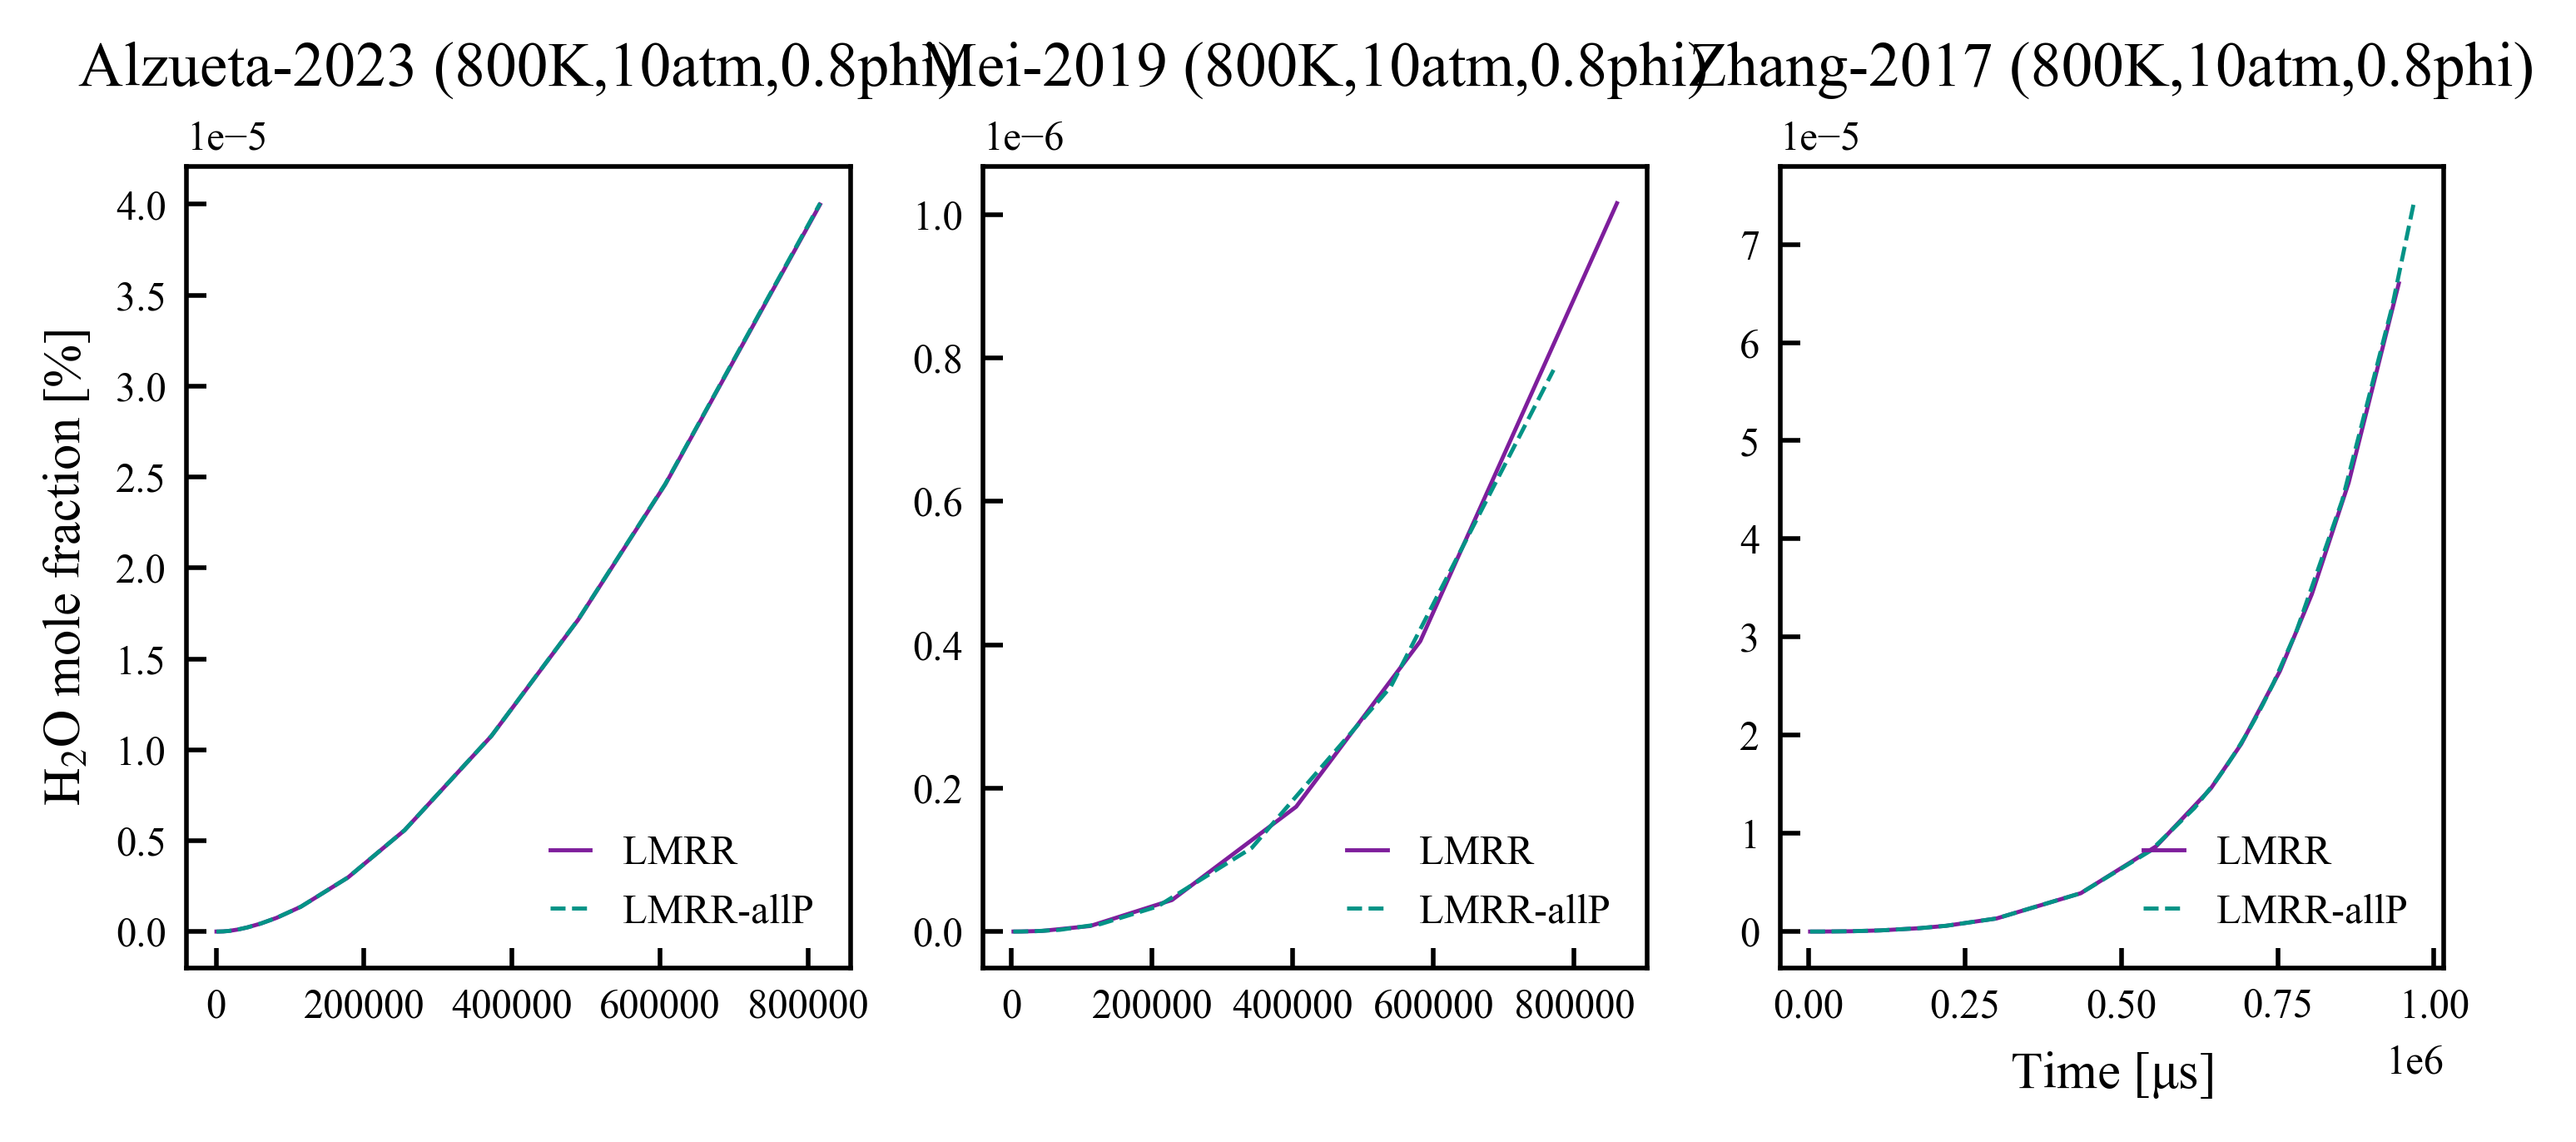 Alzueta-2023 (800K,10atm,0.8phi)
Mei-2019 (800K,10atm,0.8phi)
Zhang-2017 (800K,10atm,0.8phi)
H₂O mole fraction [%]
1e−5
4.0
3.5
3.0
2.5
2.0
1.5
1.0
0.5
0.0
LMRR
LMRR-allP
0 200000 400000 600000 800000
1e−6
1.0
0.8
0.6
0.4
0.2
0.0
LMRR
LMRR-allP
0 200000 400000 600000 800000
1e−5
7
6
5
4
3
2
1
0
LMRR
LMRR-allP
0.00 0.25 0.50 0.75 1.00
1e6
Time [μs]